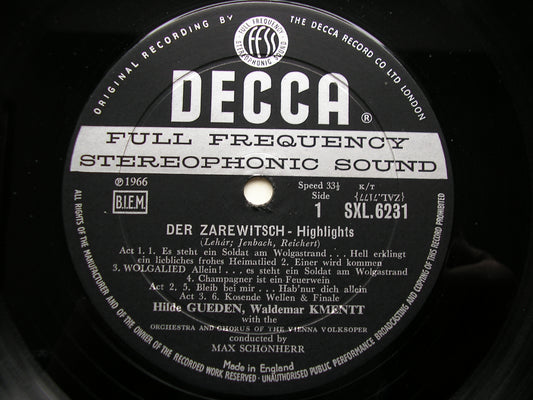 ORIGINAL RECORDING BY THE DECCA RECORD CO LTD LONDON
FULL FREQUENCY
ffss
STEREOPHONIC SOUND
DECCA
®
FULL FREQUENCY
STEREOPHONIC SOUND
℗1966
Speed 33⅓ K/T
B.I.E.M.
Side (ZAL.7177)
1 SXL.6231
DER ZAREWITSCH - Highlights
(Lehár; Jenbach, Reichert)
Act 1. 1. Es steht ein Soldat am Wolgastrand . . . Hell erklingt
ein liebliches frohes Heimatlied 2. Einer wird kommen
3. WOLGALIED Allein! . . . es steht ein Soldat am Wolgastrand
4. Champagner ist ein Feuerwein
Act 2. 5. Bleib bei mir . . . Hab'nur dich allein
Act 3. 6. Kosende Wellen & Finale
Hilde GUEDEN, Waldemar KMENTT
with the
ORCHESTRA AND CHORUS OF THE VIENNA VOLKSOPER
conducted by
MAX SCHÖNHERR
Made in England
ALL RIGHTS OF THE MANUFACTURER AND OF THE OWNER OF THE RECORDED WORK RESERVED · UNAUTHORISED PUBLIC PERFORMANCE BROADCASTING AND COPYING OF THIS RECORD PROHIBITED